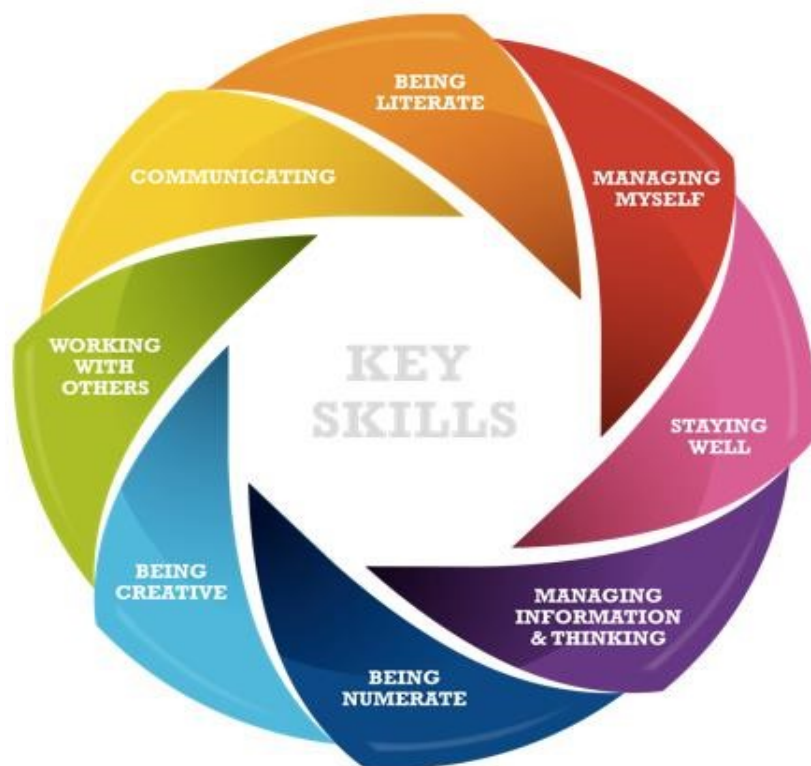 BEING
LITERATE
MANAGING
MYSELF
STAYING
WELL
MANAGING
INFORMATION
& THINKING
BEING
NUMERATE
BEING
CREATIVE
WORKING
WITH
OTHERS
COMMUNICATING
KEY
SKILLS